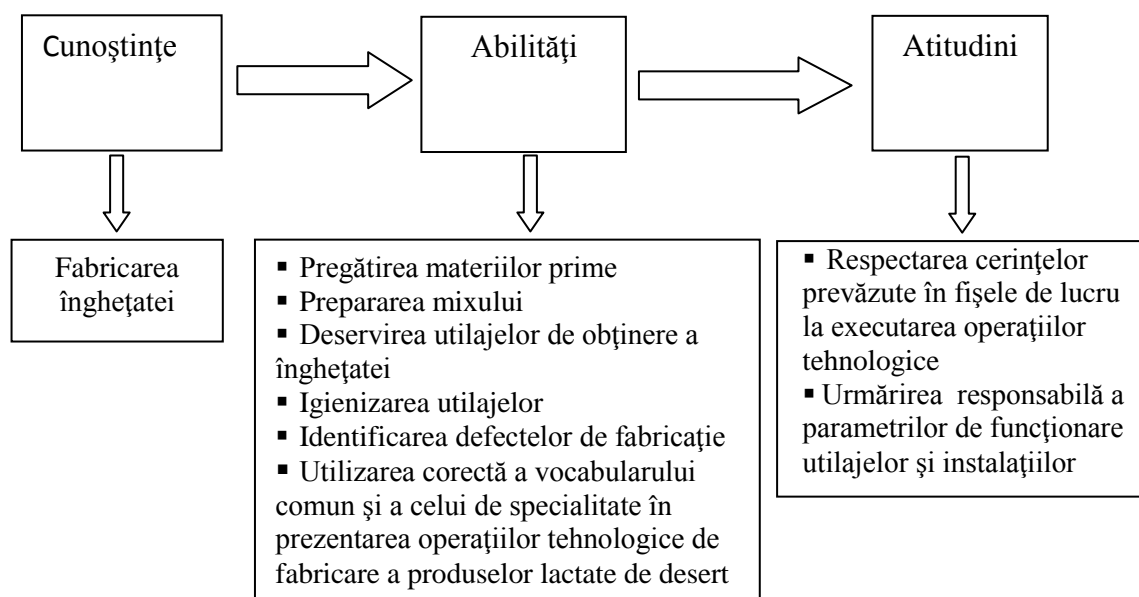 Cunoştinţe
Abilităţi
Atitudini
Fabricarea
îngheţatei
▪ Pregătirea materiilor prime
▪ Prepararea mixului
▪ Deservirea utilajelor de obţinere a
îngheţatei
▪ Igienizarea utilajelor
▪ Identificarea defectelor de fabricaţie
▪ Utilizarea corectă a vocabularului
comun şi a celui de specialitate în
prezentarea operaţiilor tehnologice de
fabricare a produselor lactate de desert
▪ Respectarea cerinţelor
prevăzute în fişele de lucru
la executarea operaţiilor
tehnologice
▪ Urmărirea responsabilă a
parametrilor de funcţionare
utilajelor şi instalaţiilor